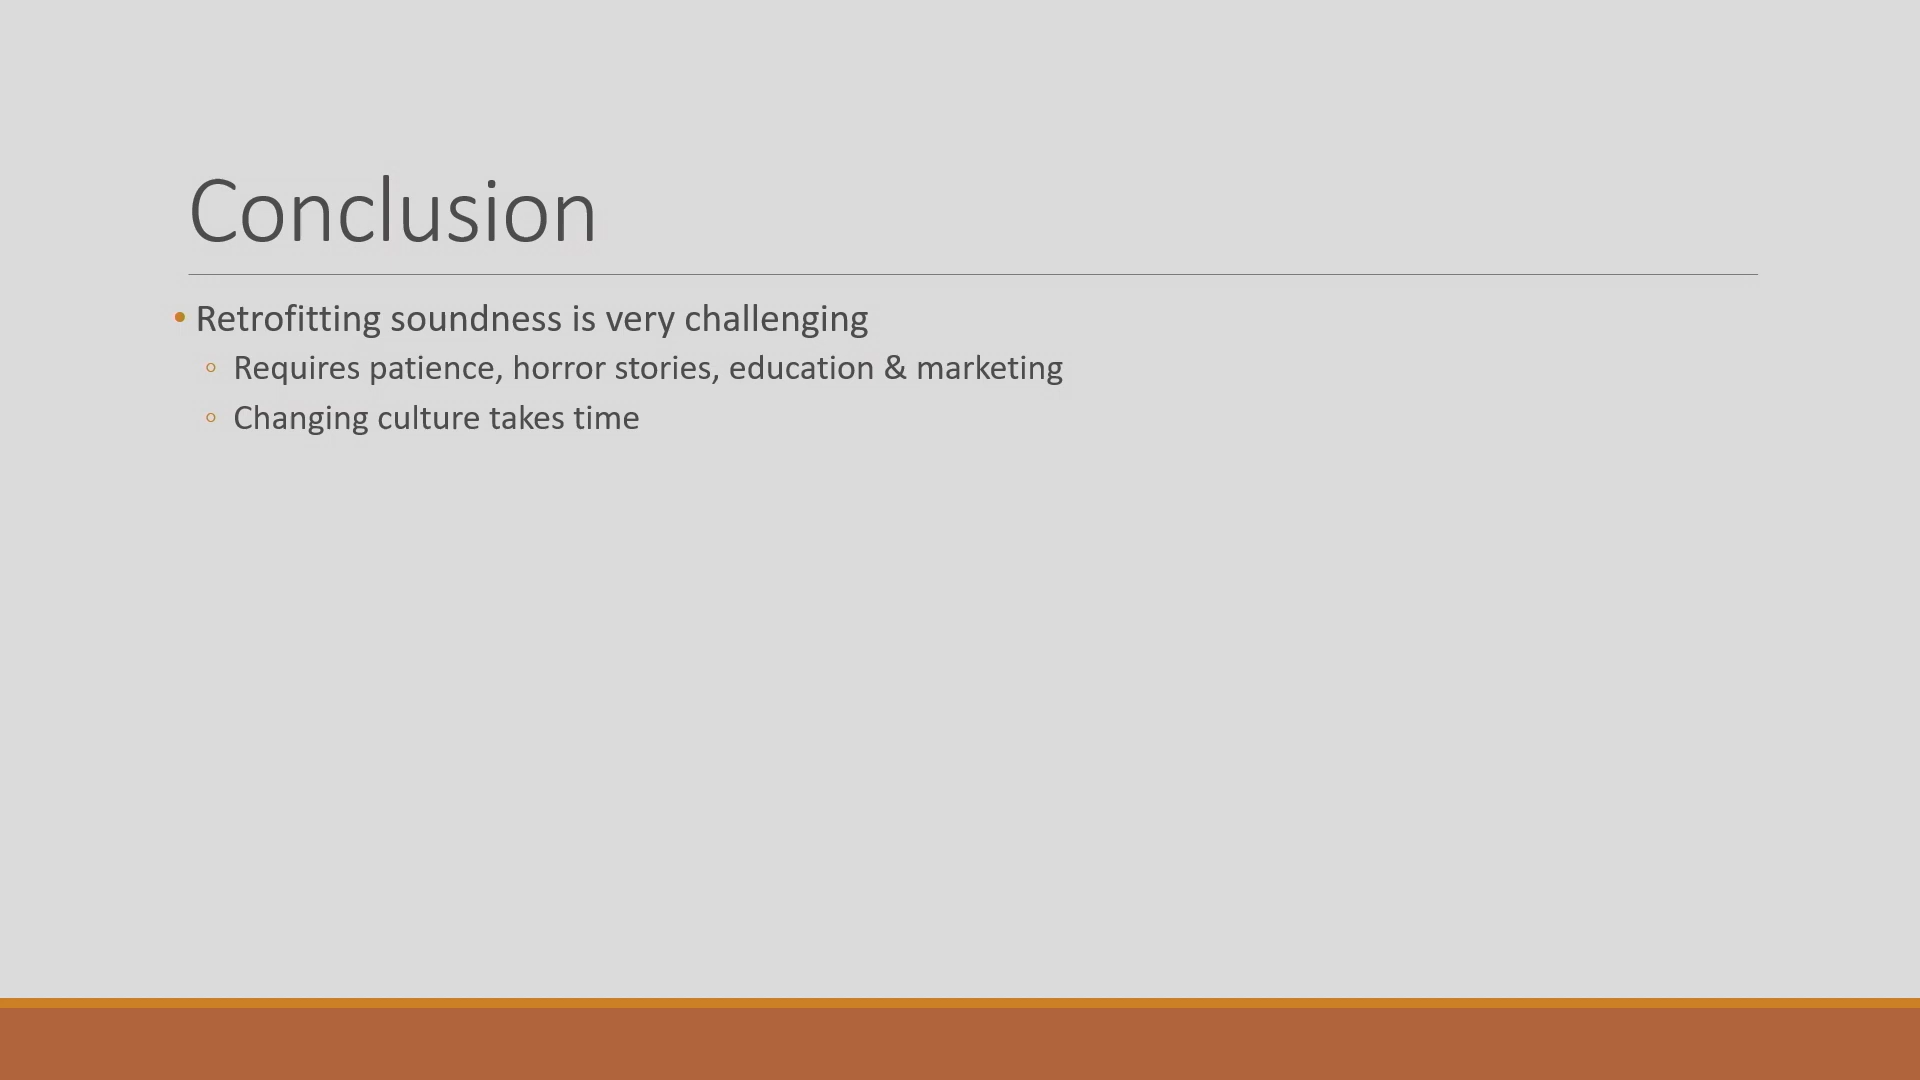 Conclusion
• Retrofitting soundness is very challenging
◦ Requires patience, horror stories, education & marketing
◦ Changing culture takes time